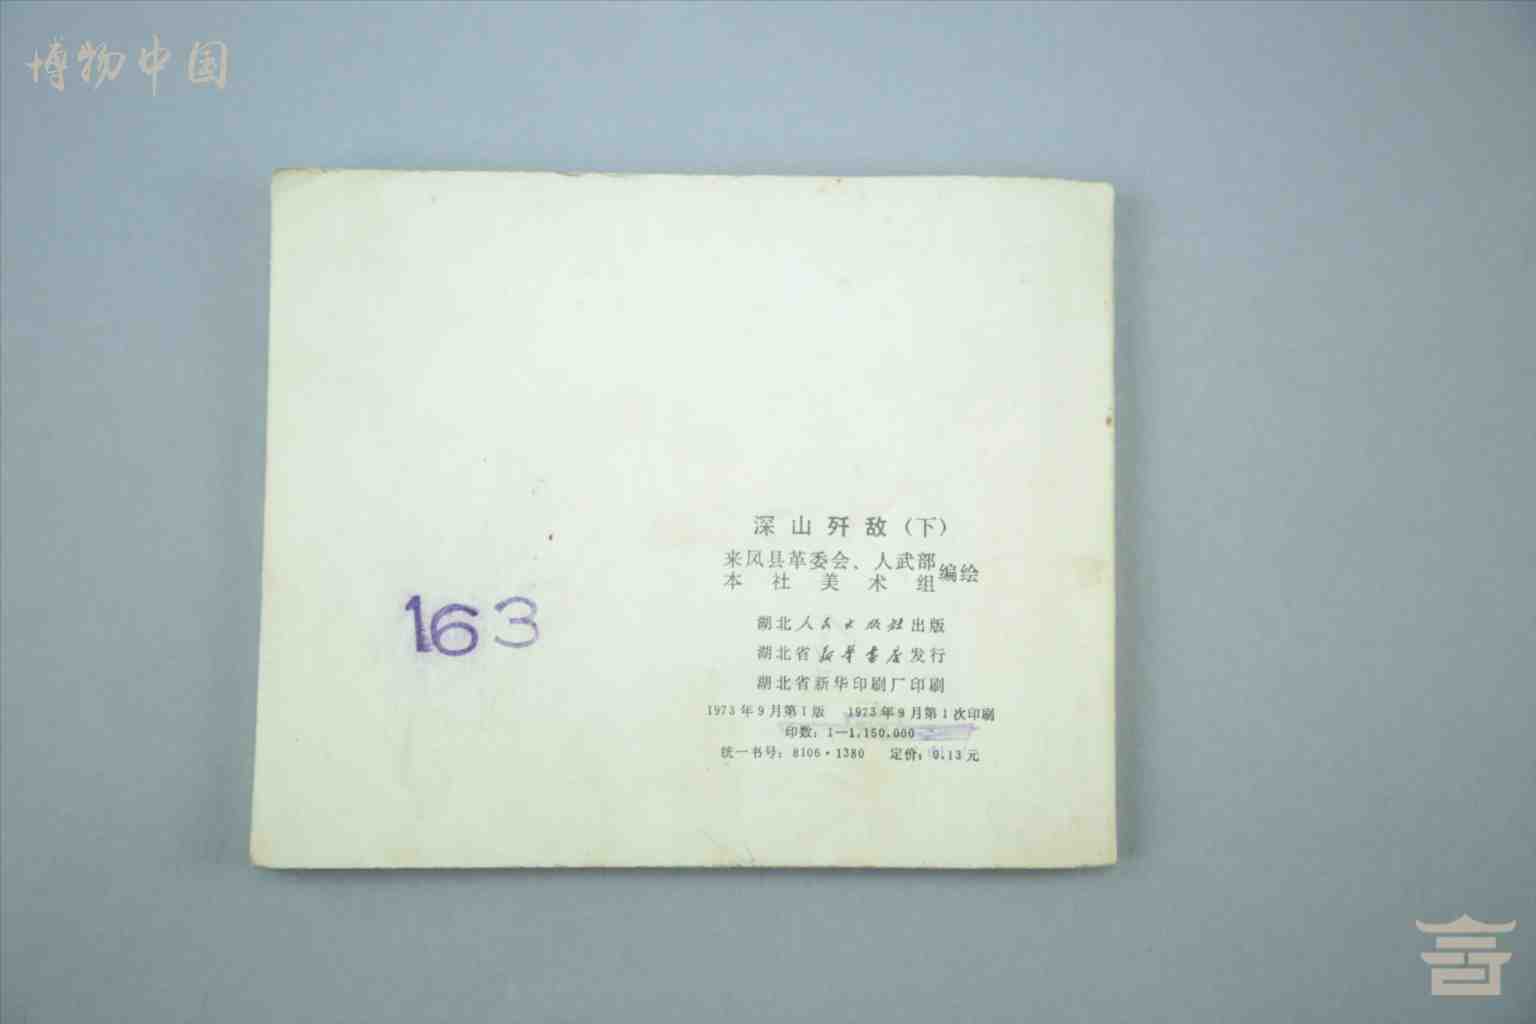 博物中国
深山歼敌（下）
来凤县革委会、人武部
本社美术组
编绘
湖北人民出版社出版
湖北省新华书店发行
湖北省新华印刷厂印刷
1973年9月第1版 1973年9月第1次印刷
印数：1—1,150,000
统一书号：8106·1380 定价：0.13元
163